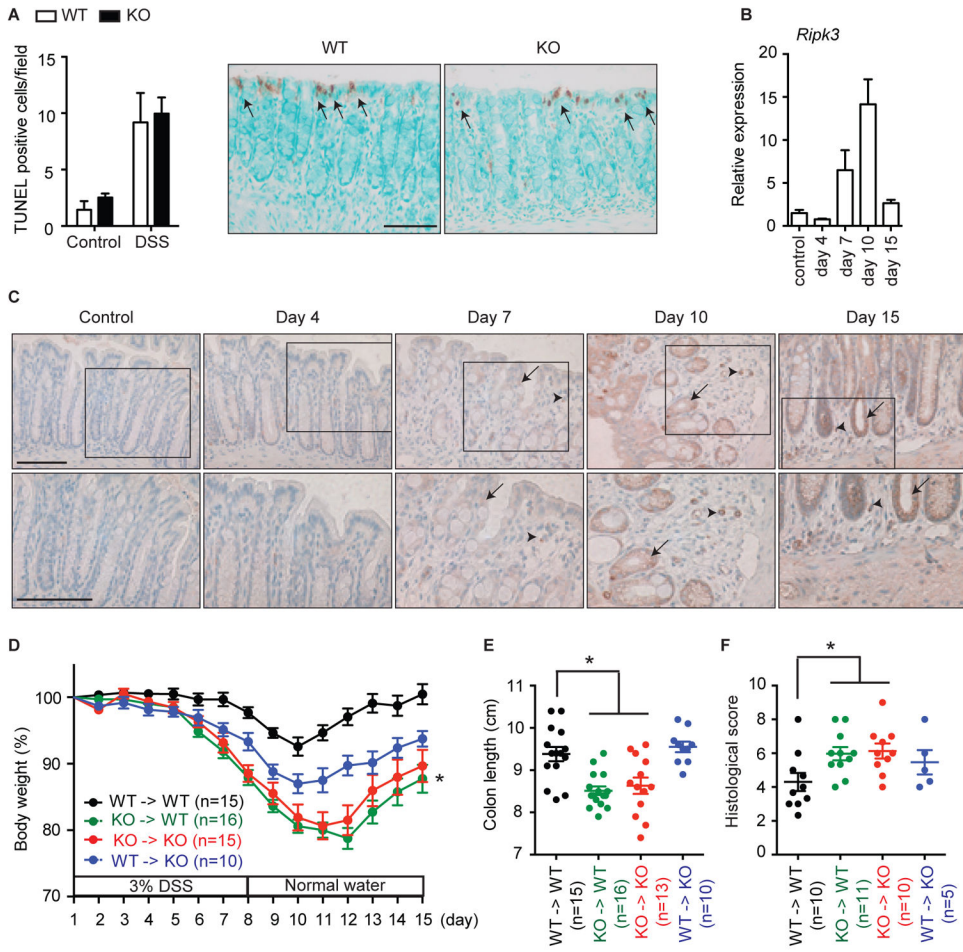 A
WT KO
TUNEL positive cells/field
15
10
5
0
Control DSS
WT KO
B
Ripk3
Relative expression
20
15
10
5
0
control
day 4
day 7
day 10
day 15
C
Control Day 4 Day 7 Day 10 Day 15
D
Body weight (%)
100
90
80
70
WT -> WT (n=15)
KO -> WT (n=16)
KO -> KO (n=15)
WT -> KO (n=10)
*
3% DSS Normal water
1 2 3 4 5 6 7 8 9 10 11 12 13 14 15 (day)
E
*
Colon length (cm)
11
10
9
8
7
WT -> WT
(n=15)
KO -> WT
(n=16)
KO -> KO
(n=13)
WT -> KO
(n=10)
F
*
Histological score
10
8
6
4
2
0
WT -> WT
(n=10)
KO -> WT
(n=11)
KO -> KO
(n=10)
WT -> KO
(n=5)